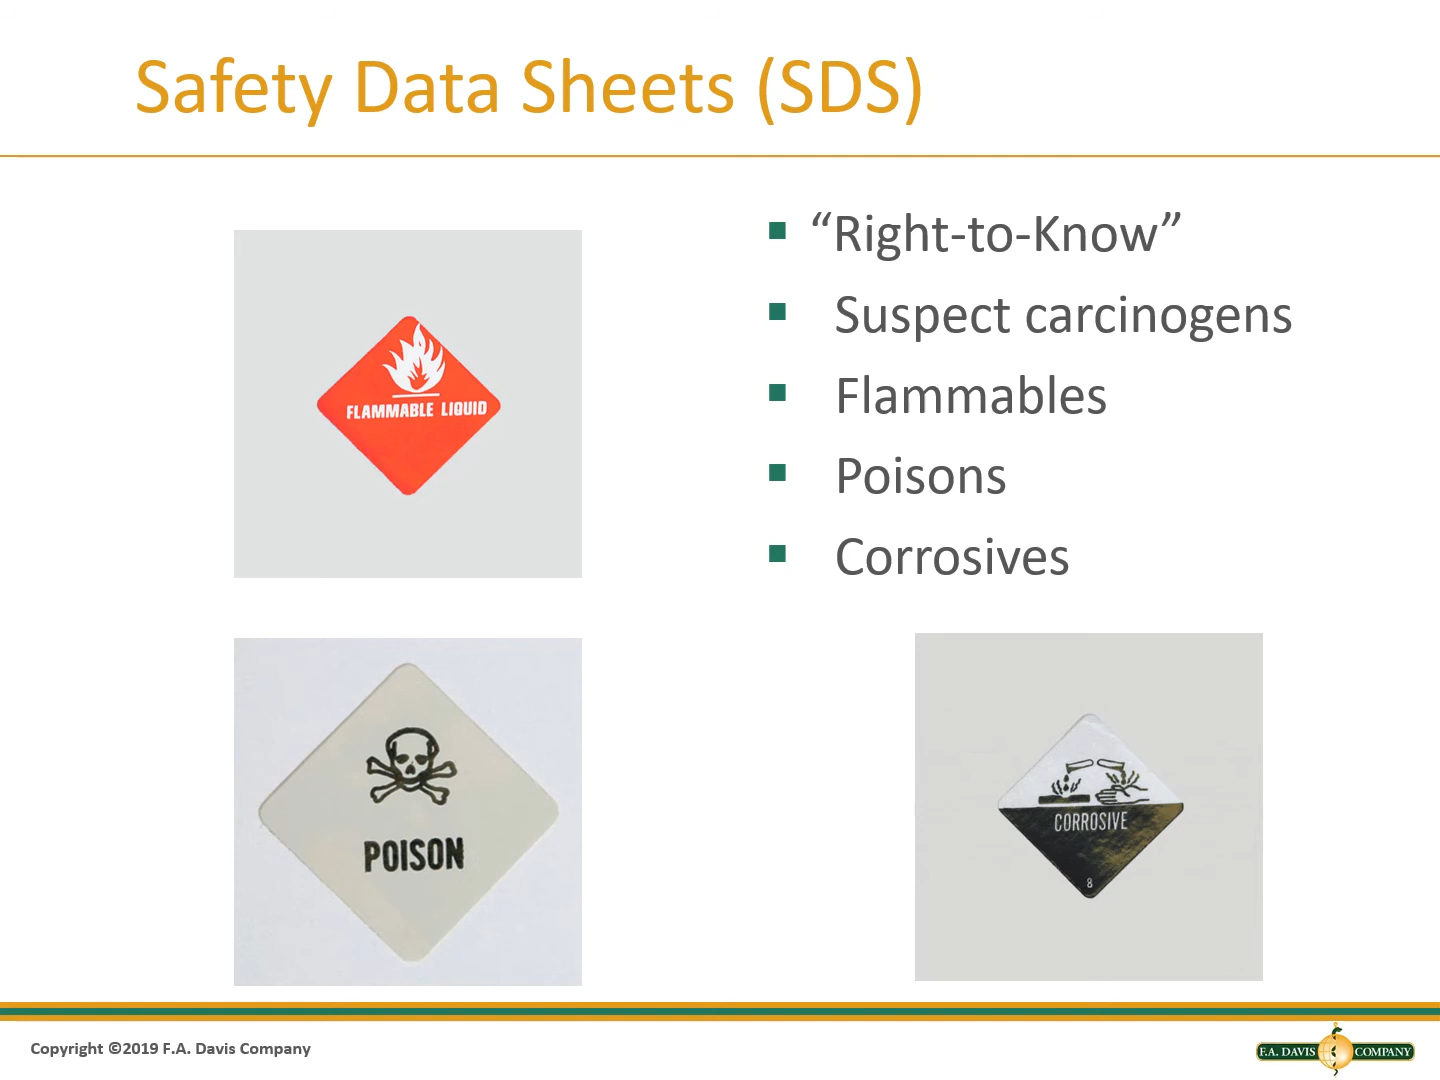 Safety Data Sheets (SDS)
“Right-to-Know”
Suspect carcinogens
Flammables
Poisons
Corrosives
FLAMMABLE LIQUID
POISON
CORROSIVE
8
Copyright ©2019 F.A. Davis Company
F.A. DAVIS COMPANY